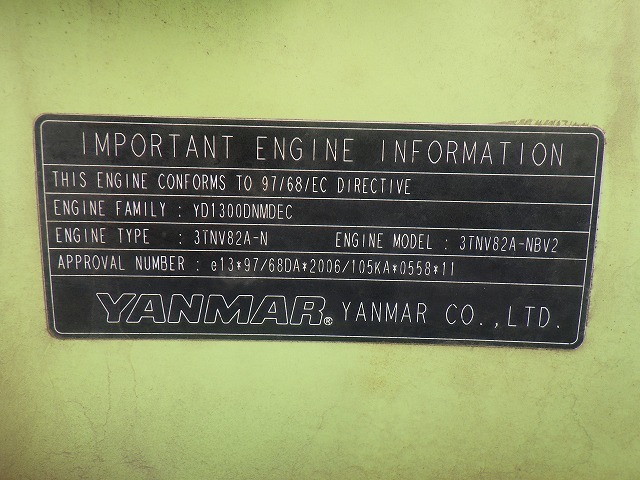 IMPORTANT ENGINE INFORMATION
THIS ENGINE CONFORMS TO 97/68/EC DIRECTIVE
ENGINE FAMILY : YD1300DNMDEC
ENGINE TYPE : 3TNV82A-N ENGINE MODEL : 3TNV82A-NBV2
APPROVAL NUMBER : e13*97/68DA*2006/105KA*0558*11
YANMAR® YANMAR CO.,LTD.